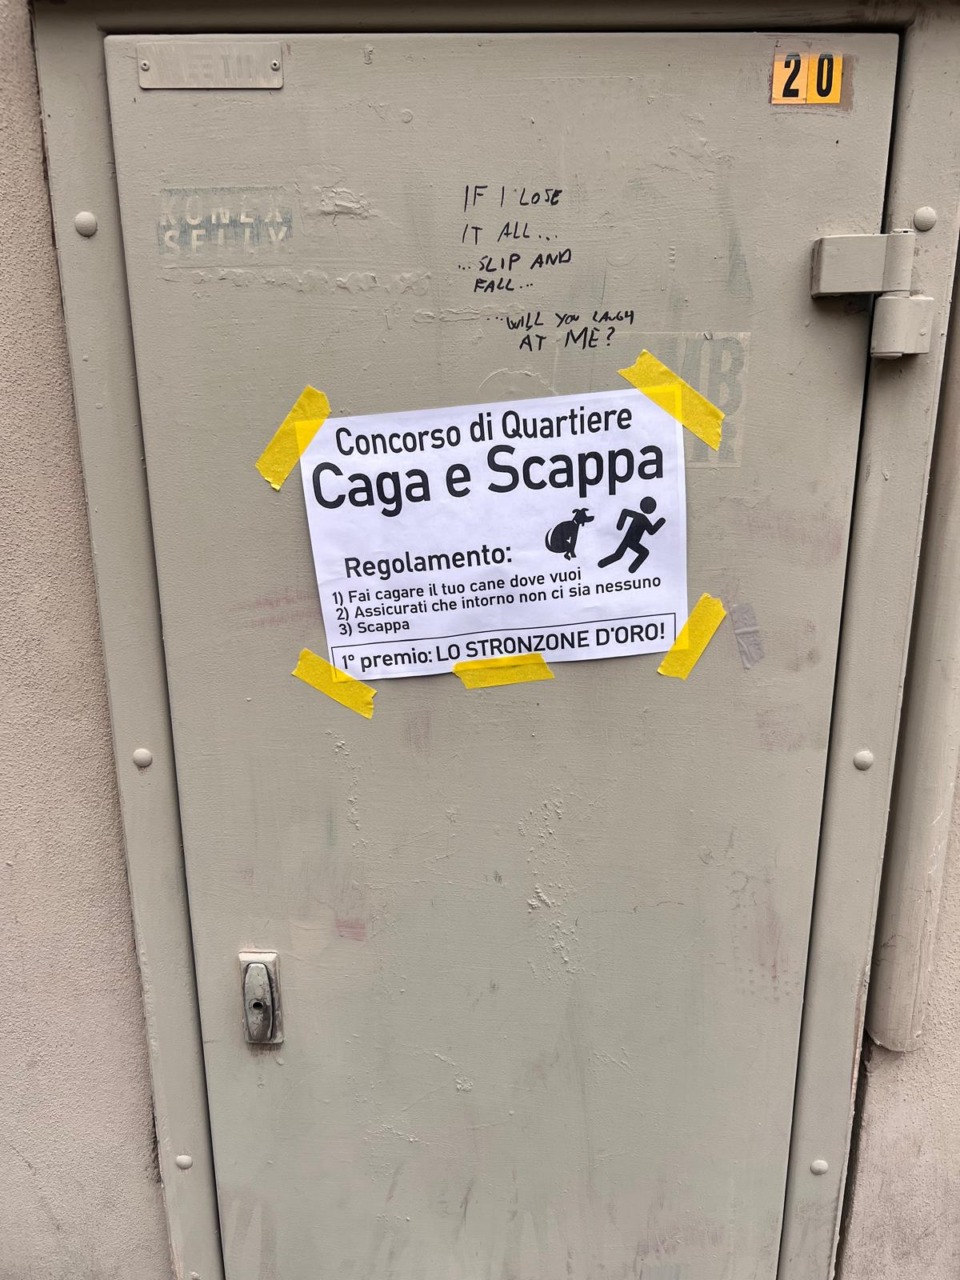 20
KONEX
SELLY
IF I LOSE
IT ALL...
...SLIP AND
FALL...
...WILL YOU LAUGH
AT ME?
Concorso di Quartiere
Caga e Scappa
Regolamento:
1) Fai cagare il tuo cane dove vuoi
2) Assicurati che intorno non ci sia nessuno
3) Scappa
1° premio: LO STRONZONE D'ORO!